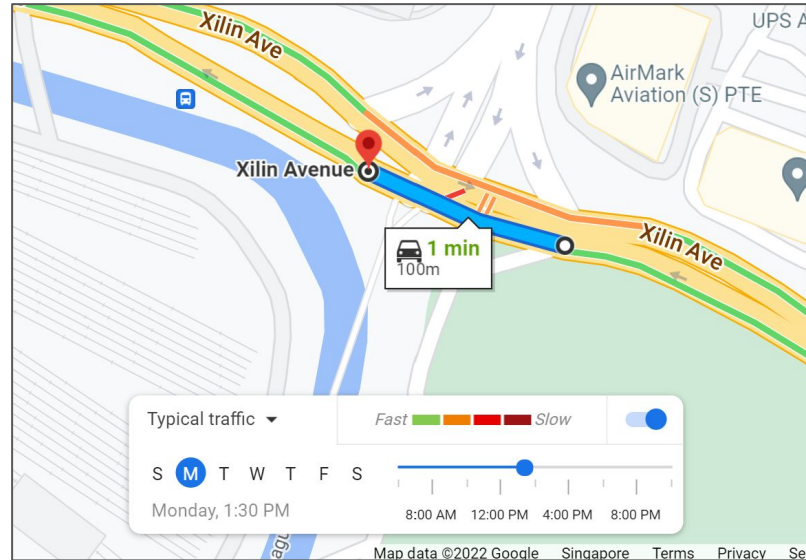 Xilin Ave
UPS A
AirMark
Aviation (S) PTE
Xilin Avenue
1 min
100m
Xilin Ave
Typical traffic
Fast
Slow
S M T W T F S
Monday, 1:30 PM
8:00 AM 12:00 PM 4:00 PM 8:00 PM
agu
Map data ©2022 Google Singapore Terms Privacy Se